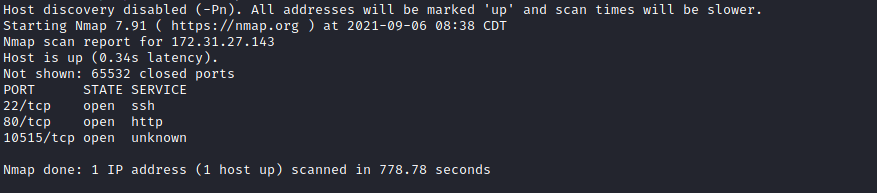 Host discovery disabled (-Pn). All addresses will be marked 'up' and scan times will be slower.
Starting Nmap 7.91 ( https://nmap.org ) at 2021-09-06 08:38 CDT
Nmap scan report for 172.31.27.143
Host is up (0.34s latency).
Not shown: 65532 closed ports
PORT      STATE SERVICE
22/tcp    open  ssh
80/tcp    open  http
10515/tcp open  unknown
Nmap done: 1 IP address (1 host up) scanned in 778.78 seconds